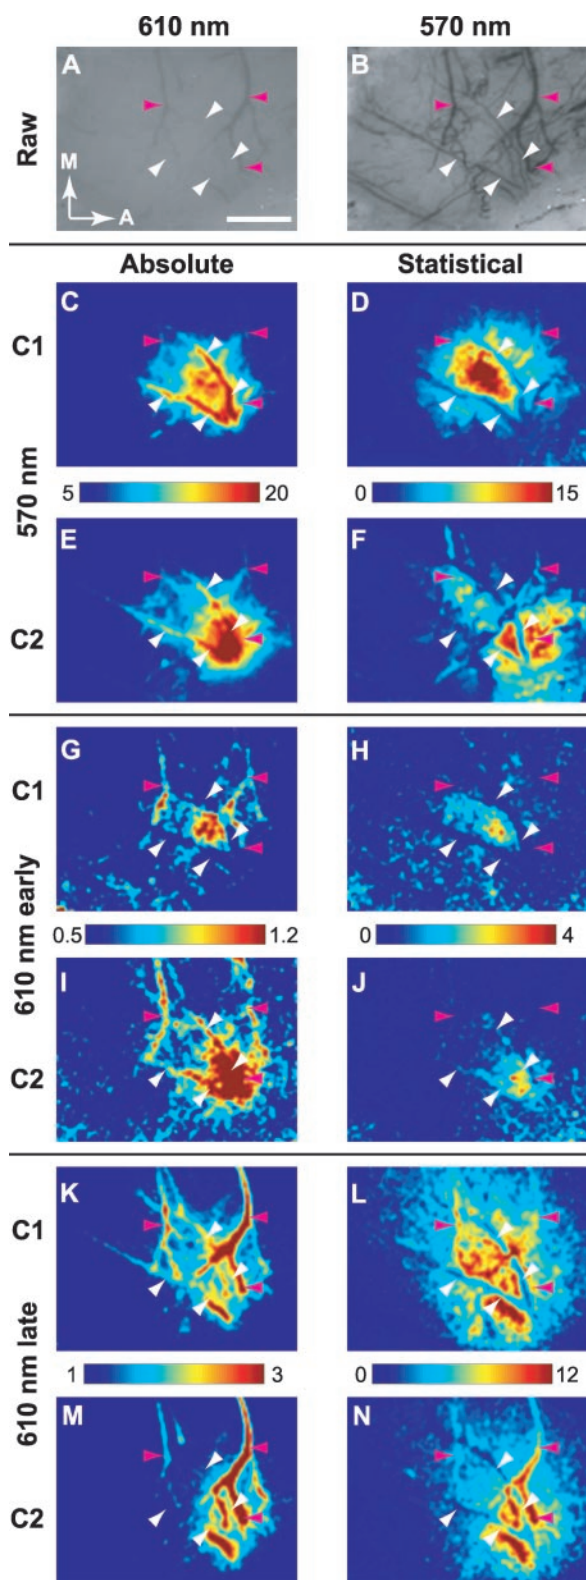 610 nm 570 nm
Raw
A B
M
A
Absolute Statistical
570 nm
C1
C D
5 20 0 15
C2
E F
610 nm early
C1
G H
0.5 1.2 0 4
C2
I J
610 nm late
C1
K L
1 3 0 12
C2
M N